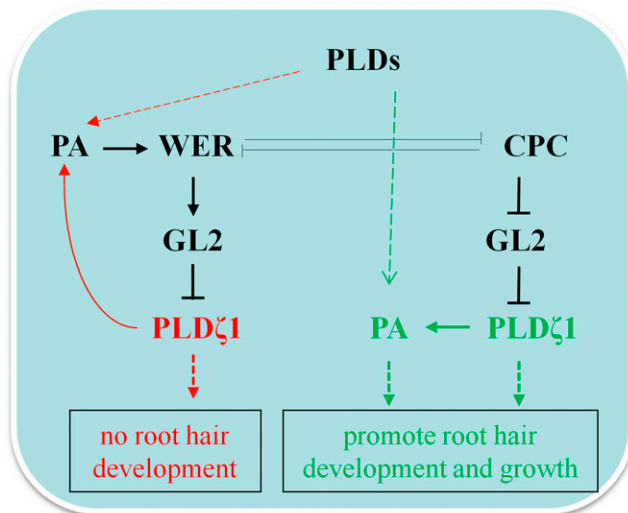 PLDs
PA WER CPC
GL2 GL2
PLDζ1 PA PLDζ1
no root hair
development
promote root hair
development and growth